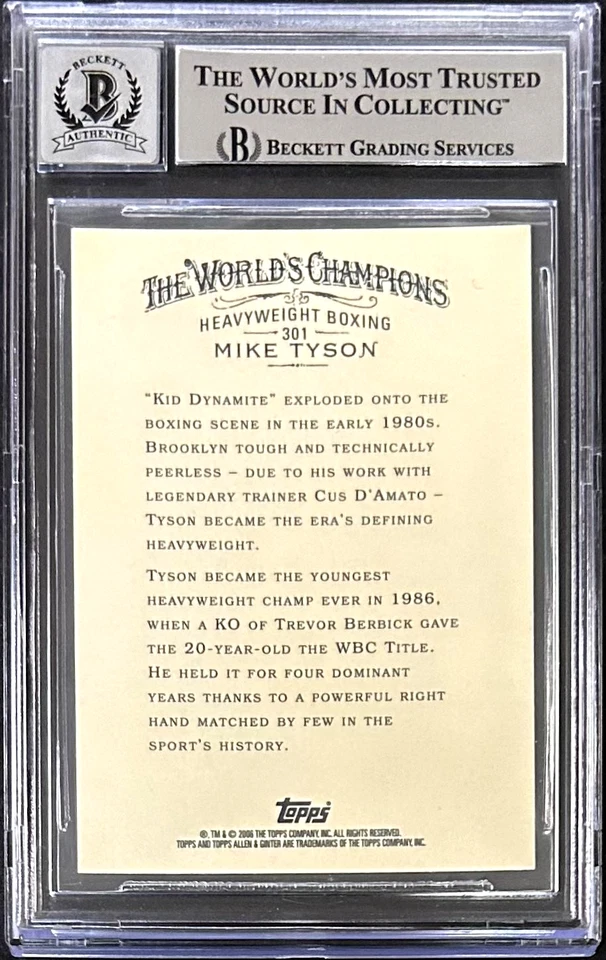 BECKETT
B
AUTHENTIC
THE WORLD'S MOST TRUSTED
SOURCE IN COLLECTING™
B BECKETT GRADING SERVICES
THE WORLD'S CHAMPIONS
HEAVYWEIGHT BOXING
301
MIKE TYSON
"KID DYNAMITE" EXPLODED ONTO THE
BOXING SCENE IN THE EARLY 1980S.
BROOKLYN TOUGH AND TECHNICALLY
PEERLESS – DUE TO HIS WORK WITH
LEGENDARY TRAINER CUS D'AMATO –
TYSON BECAME THE ERA'S DEFINING
HEAVYWEIGHT.
TYSON BECAME THE YOUNGEST
HEAVYWEIGHT CHAMP EVER IN 1986,
WHEN A KO OF TREVOR BERBICK GAVE
THE 20-YEAR-OLD THE WBC TITLE.
HE HELD IT FOR FOUR DOMINANT
YEARS THANKS TO A POWERFUL RIGHT
HAND MATCHED BY FEW IN THE
SPORT'S HISTORY.
Topps
®, TM & © 2006 THE TOPPS COMPANY, INC. ALL RIGHTS RESERVED.
TOPPS AND TOPPS ALLEN & GINTER ARE TRADEMARKS OF THE TOPPS COMPANY, INC.